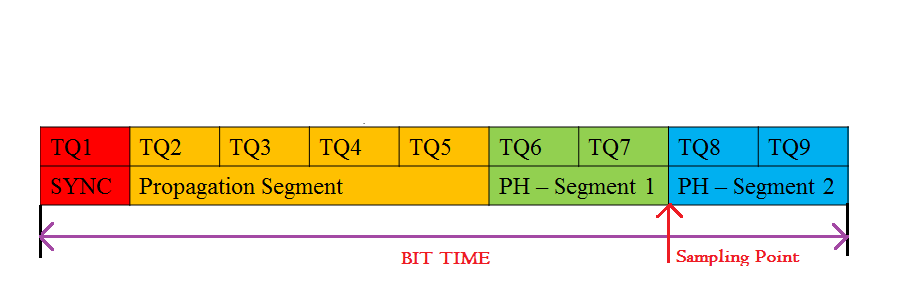 TQ1 TQ2 TQ3 TQ4 TQ5 TQ6 TQ7 TQ8 TQ9
SYNC Propagation Segment PH – Segment 1 PH – Segment 2
BIT TIME Sampling Point